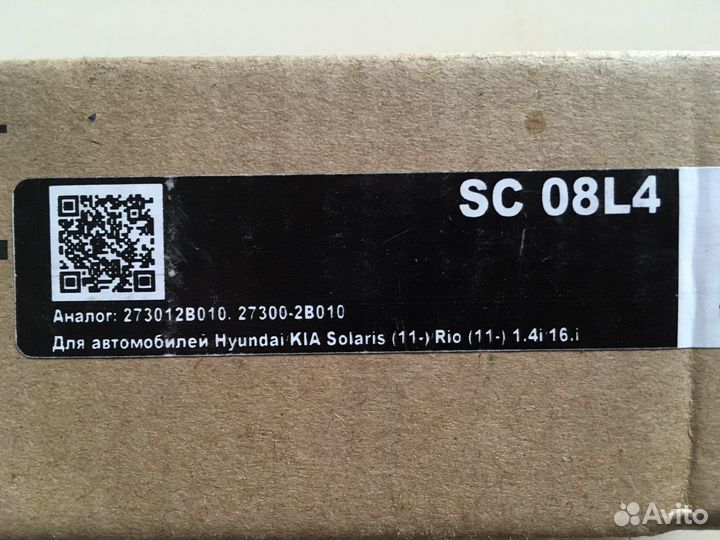 SC 08L4
Аналог: 273012B010. 27300-2B010
Для автомобилей Hyundai/KIA Solaris (11-)/Rio (11-) 1.4i/16.i
Avito